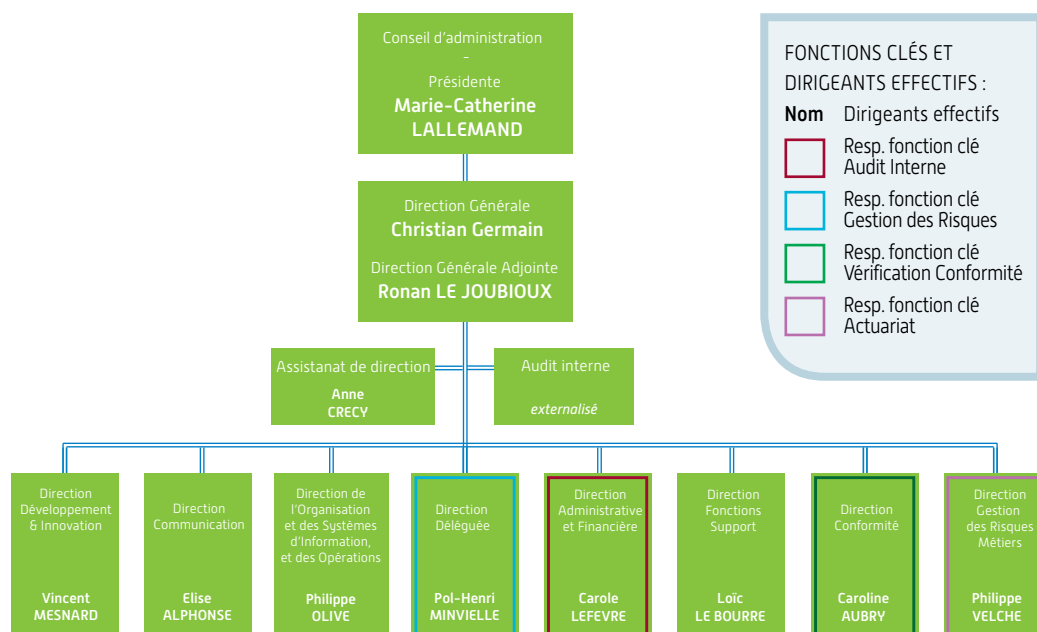 Conseil d'administration
-
Présidente
Marie-Catherine
LALLEMAND
Direction Générale
Christian Germain
Direction Générale Adjointe
Ronan LE JOUBIOUX
Assistanat de direction
Anne
CRECY
Audit interne
externalisé
Direction
Développement
& Innovation
Vincent
MESNARD
Direction
Communication
Elise
ALPHONSE
Direction de
l'Organisation
et des Systèmes
d'Information,
et des Opérations
Philippe
OLIVE
Direction
Déléguée
Pol-Henri
MINVIELLE
Direction
Administrative
et Financière
Carole
LEFEVRE
Direction
Fonctions
Support
Loïc
LE BOURRE
Direction
Conformité
Caroline
AUBRY
Direction
Gestion
des Risques
Métiers
Philippe
VELCHE
FONCTIONS CLÉS ET
DIRIGEANTS EFFECTIFS :
Nom Dirigeants effectifs
Resp. fonction clé
Audit Interne
Resp. fonction clé
Gestion des Risques
Resp. fonction clé
Vérification Conformité
Resp. fonction clé
Actuariat